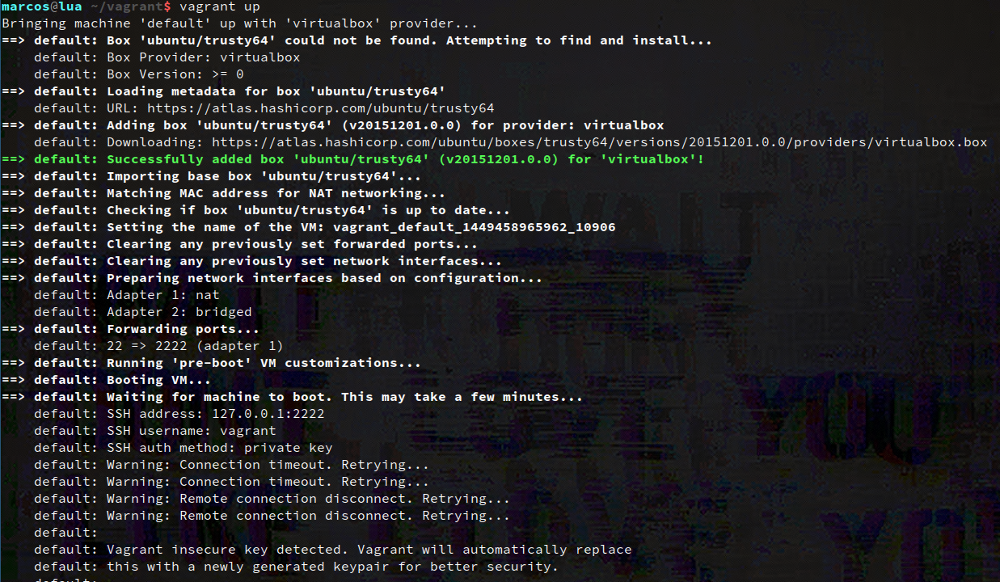 marcos@lua ~/vagrant$ vagrant up
Bringing machine 'default' up with 'virtualbox' provider...
==> default: Box 'ubuntu/trusty64' could not be found. Attempting to find and install...
    default: Box Provider: virtualbox
    default: Box Version: >= 0
==> default: Loading metadata for box 'ubuntu/trusty64'
    default: URL: https://atlas.hashicorp.com/ubuntu/trusty64
==> default: Adding box 'ubuntu/trusty64' (v20151201.0.0) for provider: virtualbox
    default: Downloading: https://atlas.hashicorp.com/ubuntu/boxes/trusty64/versions/20151201.0.0/providers/virtualbox.box
==> default: Successfully added box 'ubuntu/trusty64' (v20151201.0.0) for 'virtualbox'!
==> default: Importing base box 'ubuntu/trusty64'...
==> default: Matching MAC address for NAT networking...
==> default: Checking if box 'ubuntu/trusty64' is up to date...
==> default: Setting the name of the VM: vagrant_default_1449458965962_10906
==> default: Clearing any previously set forwarded ports...
==> default: Clearing any previously set network interfaces...
==> default: Preparing network interfaces based on configuration...
    default: Adapter 1: nat
    default: Adapter 2: bridged
==> default: Forwarding ports...
    default: 22 => 2222 (adapter 1)
==> default: Running 'pre-boot' VM customizations...
==> default: Booting VM...
==> default: Waiting for machine to boot. This may take a few minutes...
    default: SSH address: 127.0.0.1:2222
    default: SSH username: vagrant
    default: SSH auth method: private key
    default: Warning: Connection timeout. Retrying...
    default: Warning: Connection timeout. Retrying...
    default: Warning: Remote connection disconnect. Retrying...
    default: Warning: Remote connection disconnect. Retrying...
    default:
    default: Vagrant insecure key detected. Vagrant will automatically replace
    default: this with a newly generated keypair for better security.
    default: